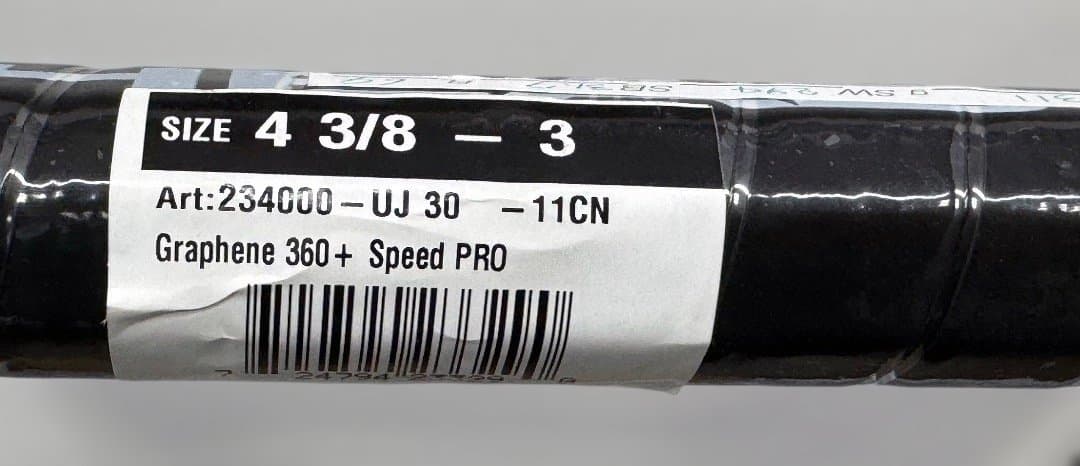 SIZE 4 3/8 — 3
Art:234000 — UJ 30 — 11CN
Graphene 360+ Speed PRO